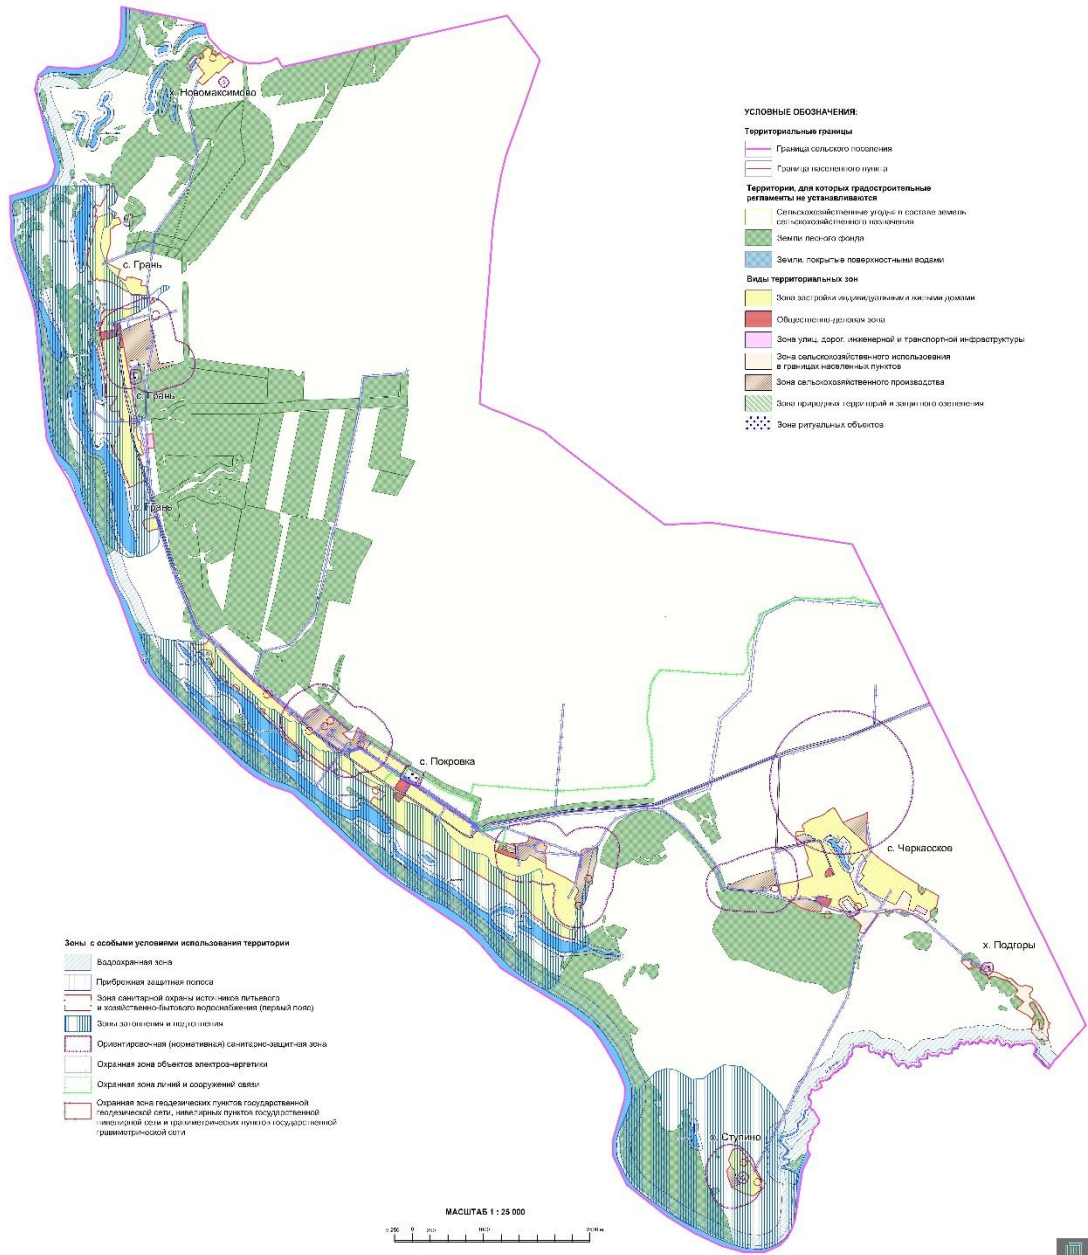 х. Новомаксимово
УСЛОВНЫЕ ОБОЗНАЧЕНИЯ:
Территориальные границы
Граница сельского поселения
Граница населенного пункта
Территории, для которых градостроительные
регламенты не устанавливаются
Сельскохозяйственные угодья в составе земель
сельскохозяйственного назначения
Земли лесного фонда
Земли, покрытые поверхностными водами
Виды территориальных зон
Зона застройки индивидуальными жилыми домами
Общественно-деловая зона
Зона улиц, дорог, инженерной и транспортной инфраструктуры
Зона сельскохозяйственного использования
в границах населенных пунктов
Зона сельскохозяйственного производства
Зона природных территорий и защитного озеленения
Зона ритуальных объектов
с. Грань
с. Грань
с. Грань
с. Покровка
с. Черкасское
х. Подгоры
с. Ступино
Зоны с особыми условиями использования территории
Водоохранная зона
Прибрежная защитная полоса
Зона санитарной охраны источников питьевого
и хозяйственно-бытового водоснабжения (первый пояс)
Зоны затопления и подтопления
Ориентировочная (нормативная) санитарно-защитная зона
Охранная зона объектов электроэнергетики
Охранная зона линий и сооружений связи
Охранная зона геодезических пунктов государственной
геодезической сети, нивелирных пунктов государственной
нивелирной сети и гравиметрических пунктов государственной
гравиметрической сети
МАСШТАБ 1 : 25 000